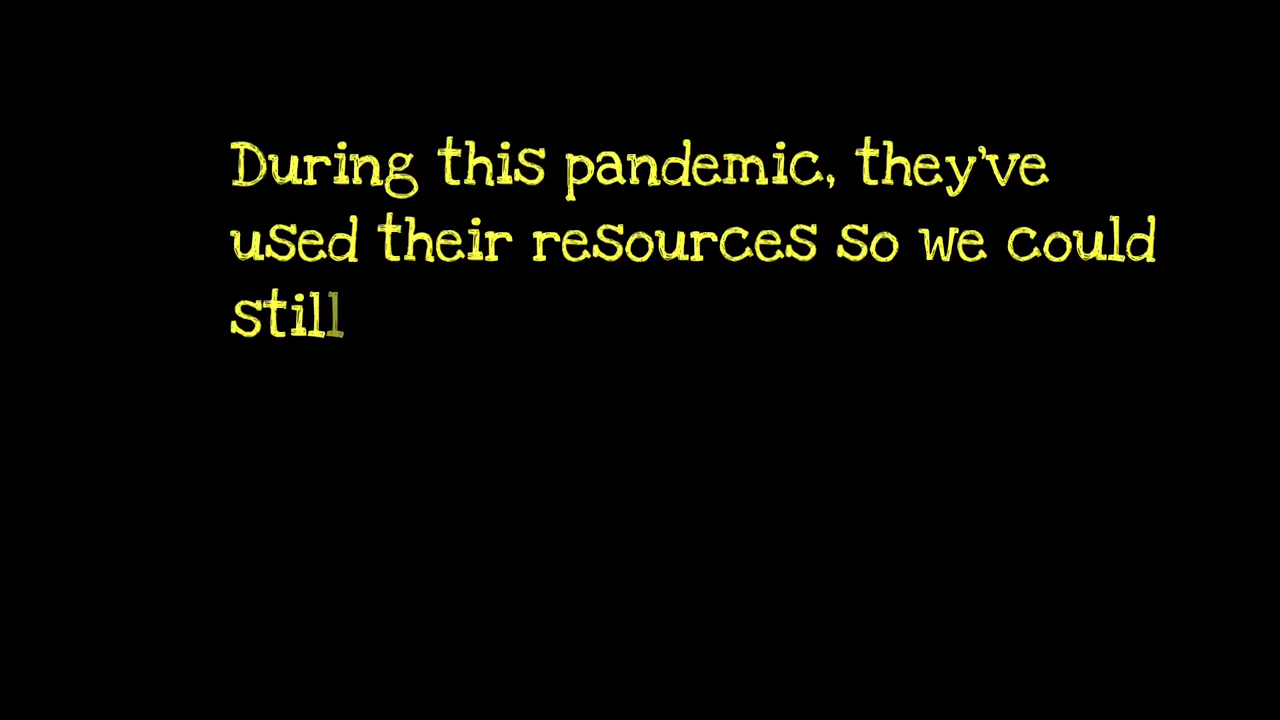 During this pandemic, they've
used their resources so we could
still